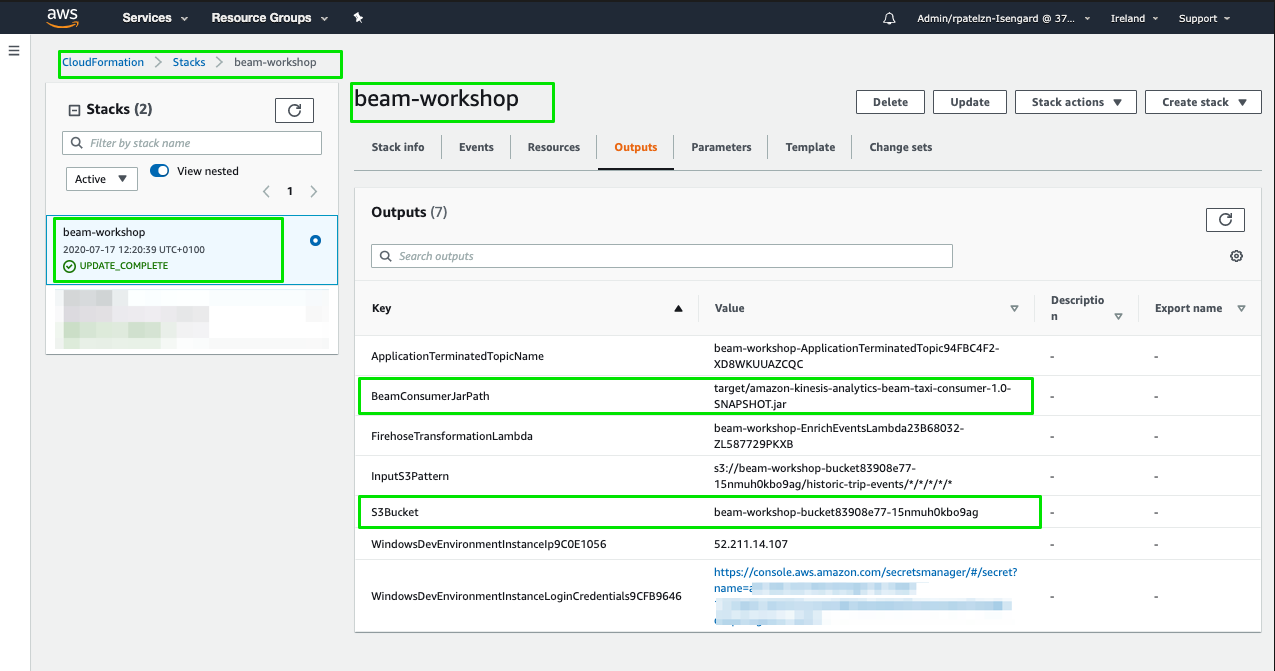 aws Services Resource Groups Admin/rpatelzn-Isengard @ 37... Ireland Support
CloudFormation Stacks beam-workshop
Stacks (2)
Filter by stack name
Active View nested
1
beam-workshop
2020-07-17 12:20:39 UTC+0100
UPDATE_COMPLETE
beam-workshop
Delete Update Stack actions Create stack
Stack info Events Resources Outputs Parameters Template Change sets
Outputs (7)
Search outputs
Key Value Descriptio
n Export name
ApplicationTerminatedTopicName beam-workshop-ApplicationTerminatedTopic94FBC4F2-
XD8WKUUAZCQC - -
BeamConsumerJarPath target/amazon-kinesis-analytics-beam-taxi-consumer-1.0-
SNAPSHOT.jar - -
FirehoseTransformationLambda beam-workshop-EnrichEventsLambda23B68032-
ZL587729PKXB - -
InputS3Pattern s3://beam-workshop-bucket83908e77-
15nmuh0kbo9ag/historic-trip-events/*/*/*/*/* - -
S3Bucket beam-workshop-bucket83908e77-15nmuh0kbo9ag - -
WindowsDevEnvironmentInstanceIp9C0E1056 52.211.14.107 - -
WindowsDevEnvironmentInstanceLoginCredentials9CFB9646 https://console.aws.amazon.com/secretsmanager/#/secret?
name= - -